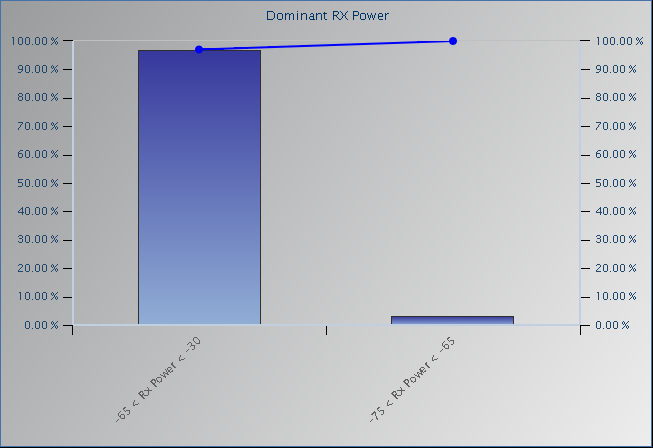 Dominant RX Power
100.00 % 100.00 %
90.00 % 90.00 %
80.00 % 80.00 %
70.00 % 70.00 %
60.00 % 60.00 %
50.00 % 50.00 %
40.00 % 40.00 %
30.00 % 30.00 %
20.00 % 20.00 %
10.00 % 10.00 %
0.00 % 0.00 %
-65 < Rx Power < -30
-75 < Rx Power < -65